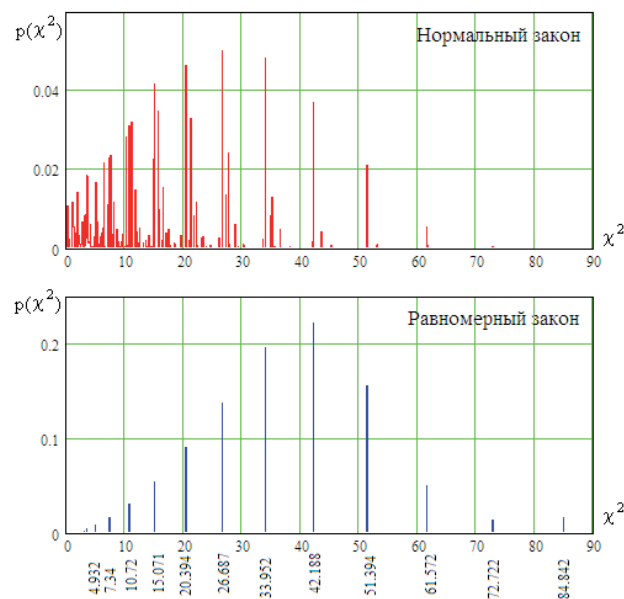 p(χ²)
Нормальный закон
0.04
0.02
0
0 10 20 30 40 50 60 70 80 90
χ²
p(χ²)
Равномерный закон
0.2
0.1
0
0 10 20 30 40 50 60 70 80 90
χ²
4.932 7.34 10.72 15.071 20.394 26.687 33.952 42.188 51.394 61.572 72.722 84.842